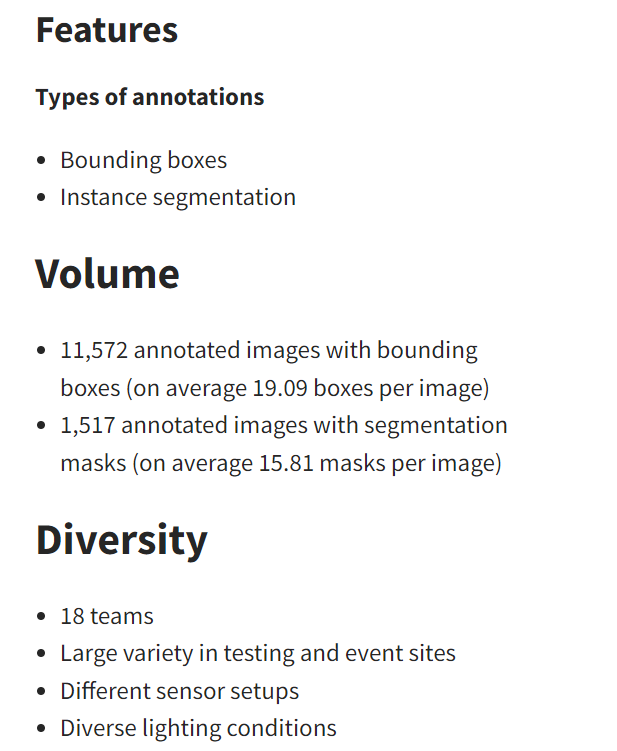 Features
Types of annotations
• Bounding boxes
• Instance segmentation
Volume
• 11,572 annotated images with bounding
boxes (on average 19.09 boxes per image)
• 1,517 annotated images with segmentation
masks (on average 15.81 masks per image)
Diversity
• 18 teams
• Large variety in testing and event sites
• Different sensor setups
• Diverse lighting conditions